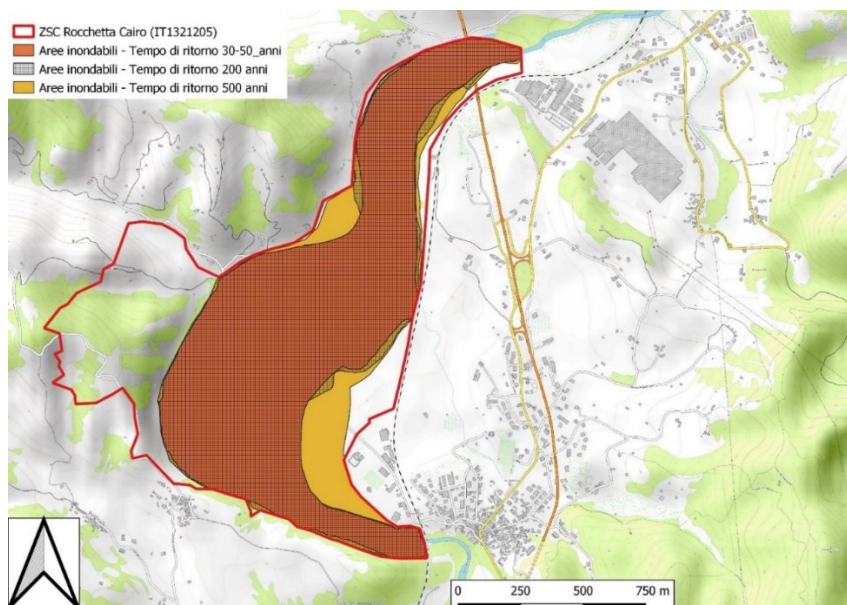 ZSC Rocchetta Cairo (IT1321205)
Aree inondabili - Tempo di ritorno 30-50_anni
Aree inondabili - Tempo di ritorno 200 anni
Aree inondabili - Tempo di ritorno 500 anni
0 250 500 750 m